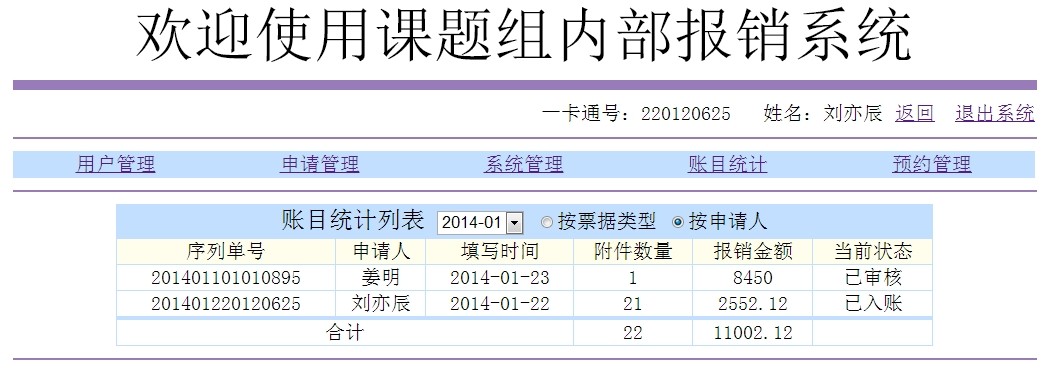 欢迎使用课题组内部报销系统
一卡通号：220120625 姓名：刘亦辰 返回 退出系统
用户管理 申请管理 系统管理 账目统计 预约管理
账目统计列表 2014-01 按票据类型 按申请人
序列单号 申请人 填写时间 附件数量 报销金额 当前状态
201401101010895 姜明 2014-01-23 1 8450 已审核
201401220120625 刘亦辰 2014-01-22 21 2552.12 已入账
合计 22 11002.12